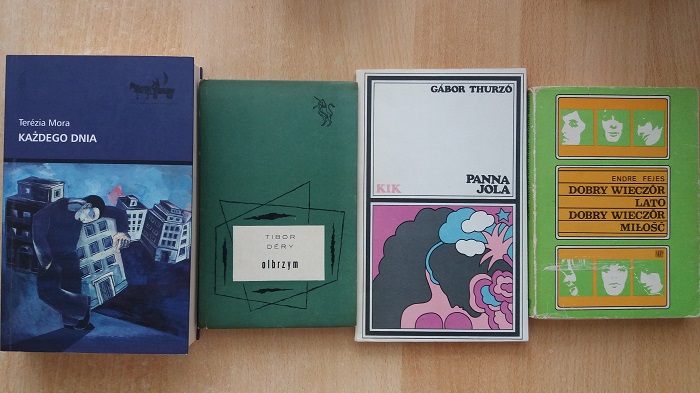 Terézia Mora
KAŻDEGO DNIA
TIBOR
DÉRY
olbrzym
GÁBOR THURZÓ
PANNA
JOLA
KIK
ENDRE FEJES
DOBRY WIECZÓR
LATO
DOBRY WIECZÓR
MIŁOŚĆ